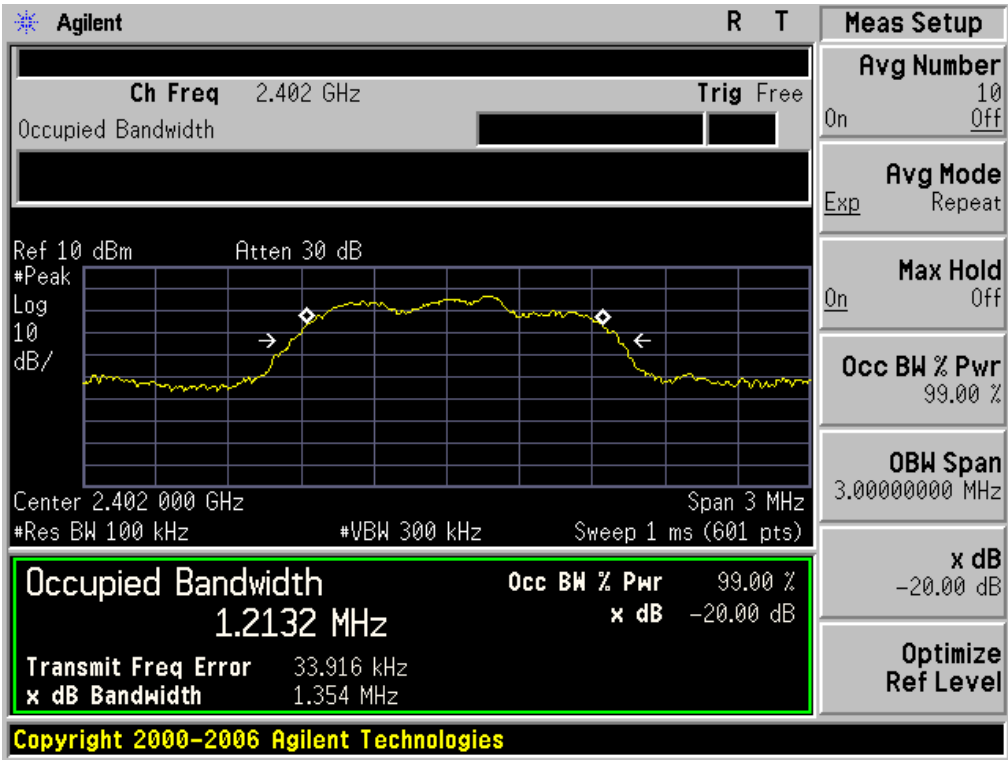 Agilent R T
Ch Freq 2.402 GHz Trig Free
Occupied Bandwidth
Ref 10 dBm Atten 30 dB
#Peak
Log
10
dB/
Center 2.402 000 GHz Span 3 MHz
#Res BW 100 kHz #VBW 300 kHz Sweep 1 ms (601 pts)
Occupied Bandwidth Occ BW % Pwr 99.00 %
1.2132 MHz x dB -20.00 dB
Transmit Freq Error 33.916 kHz
x dB Bandwidth 1.354 MHz
Copyright 2000-2006 Agilent Technologies
Meas Setup
Avg Number
10
On Off
Avg Mode
Exp Repeat
Max Hold
On Off
Occ BW % Pwr
99.00 %
OBW Span
3.00000000 MHz
x dB
-20.00 dB
Optimize
Ref Level